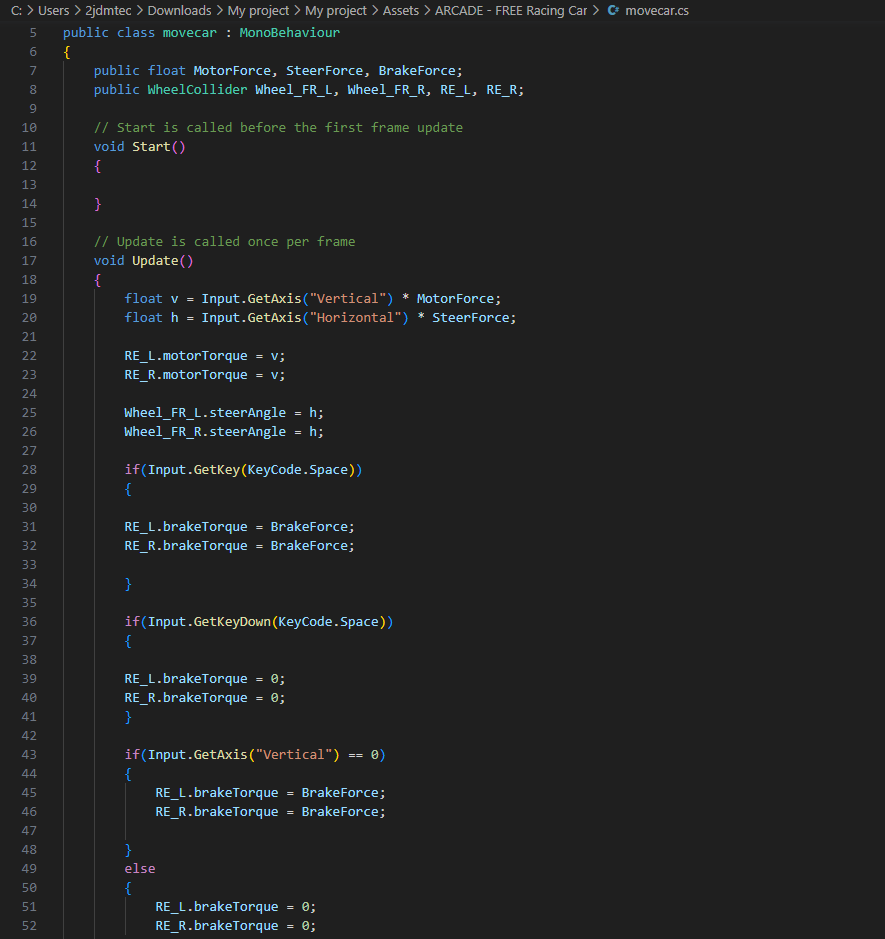 C: > Users > 2jdmtec > Downloads > My project > My project > Assets > ARCADE - FREE Racing Car > C# movecar.cs
5 public class movecar : MonoBehaviour
6 {
7 public float MotorForce, SteerForce, BrakeForce;
8 public WheelCollider Wheel_FR_L, Wheel_FR_R, RE_L, RE_R;
9
10 // Start is called before the first frame update
11 void Start()
12 {
13
14 }
15
16 // Update is called once per frame
17 void Update()
18 {
19 float v = Input.GetAxis("Vertical") * MotorForce;
20 float h = Input.GetAxis("Horizontal") * SteerForce;
21
22 RE_L.motorTorque = v;
23 RE_R.motorTorque = v;
24
25 Wheel_FR_L.steerAngle = h;
26 Wheel_FR_R.steerAngle = h;
27
28 if(Input.GetKey(KeyCode.Space))
29 {
30
31 RE_L.brakeTorque = BrakeForce;
32 RE_R.brakeTorque = BrakeForce;
33
34 }
35
36 if(Input.GetKeyDown(KeyCode.Space))
37 {
38
39 RE_L.brakeTorque = 0;
40 RE_R.brakeTorque = 0;
41 }
42
43 if(Input.GetAxis("Vertical") == 0)
44 {
45 RE_L.brakeTorque = BrakeForce;
46 RE_R.brakeTorque = BrakeForce;
47
48 }
49 else
50 {
51 RE_L.brakeTorque = 0;
52 RE_R.brakeTorque = 0;